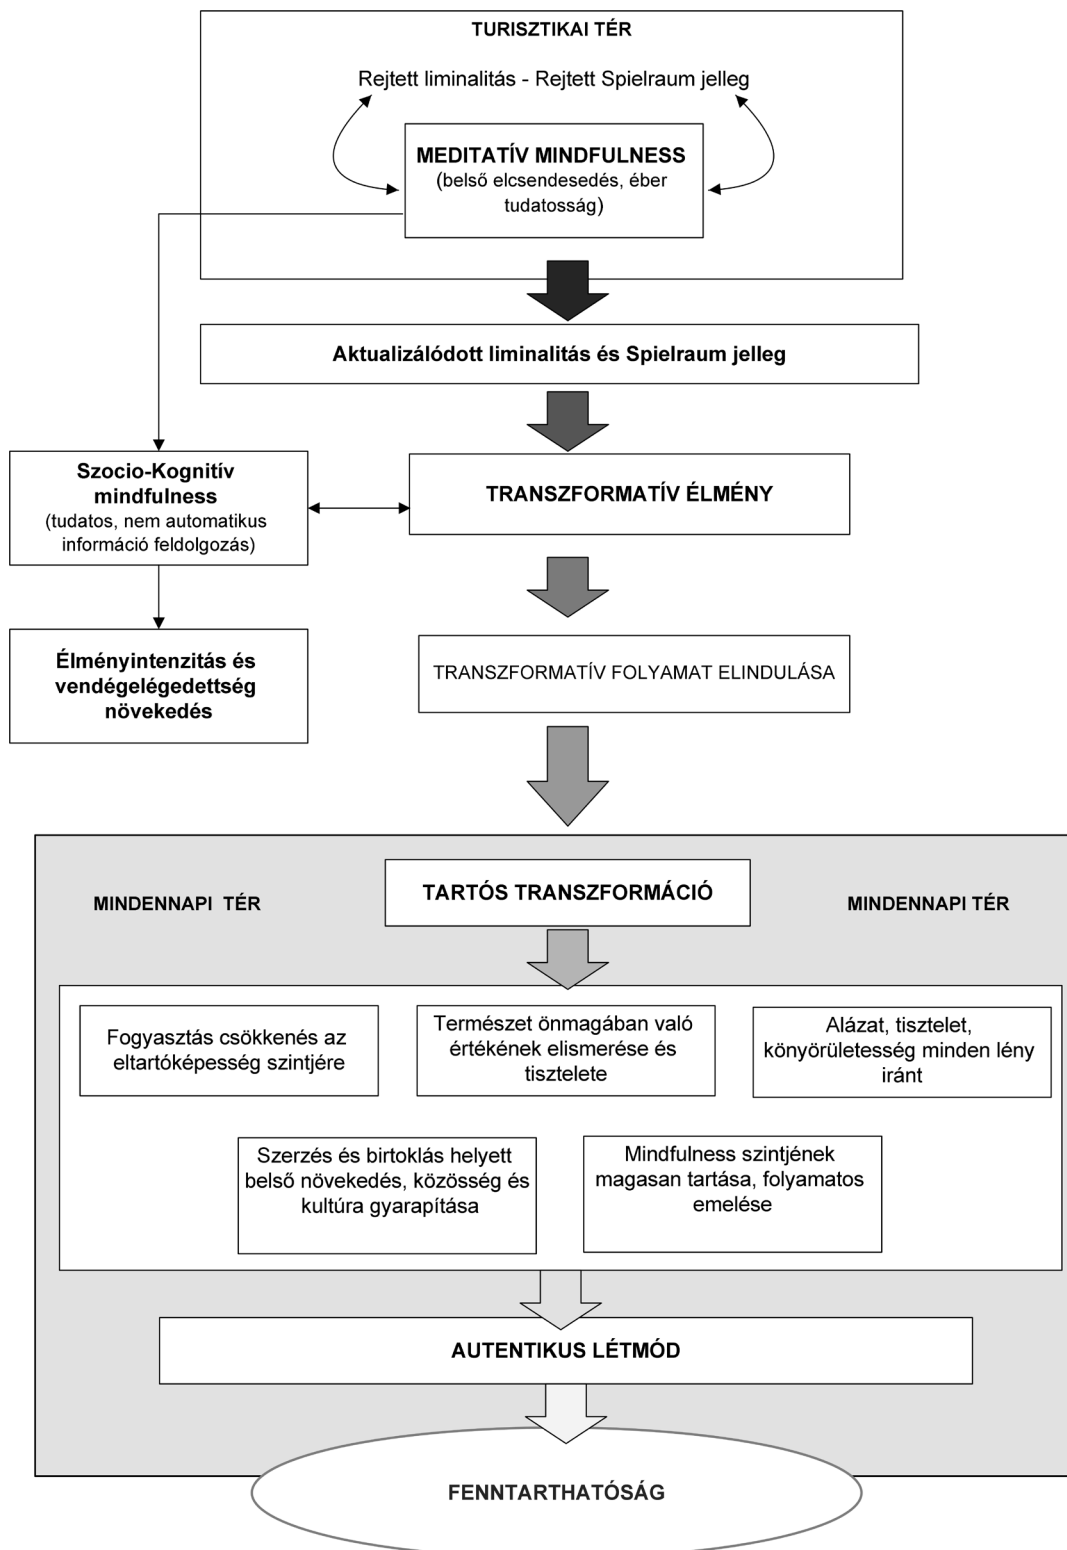 TURISZTIKAI TÉR
Rejtett liminalitás - Rejtett Spielraum jelleg
MEDITATÍV MINDFULNESS
(belső elcsendesedés, éber
tudatosság)
Aktualizálódott liminalitás és Spielraum jelleg
Szocio-Kognitív
mindfulness
(tudatos, nem automatikus
információ feldolgozás)
TRANSZFORMATÍV ÉLMÉNY
Élményintenzitás és
vendégelégedettség
növekedés
TRANSZFORMATÍV FOLYAMAT ELINDULÁSA
TARTÓS TRANSZFORMÁCIÓ
MINDENNAPI TÉR
MINDENNAPI TÉR
Fogyasztás csökkenés az
eltartóképesség szintjére
Természet önmagában való
értékének elismerése és
tisztelete
Alázat, tisztelet,
könyörületesség minden lény
iránt
Szerzés és birtoklás helyett
belső növekedés, közösség és
kultúra gyarapítása
Mindfulness szintjének
magasan tartása, folyamatos
emelése
AUTENTIKUS LÉTMÓD
FENNTARTHATÓSÁG